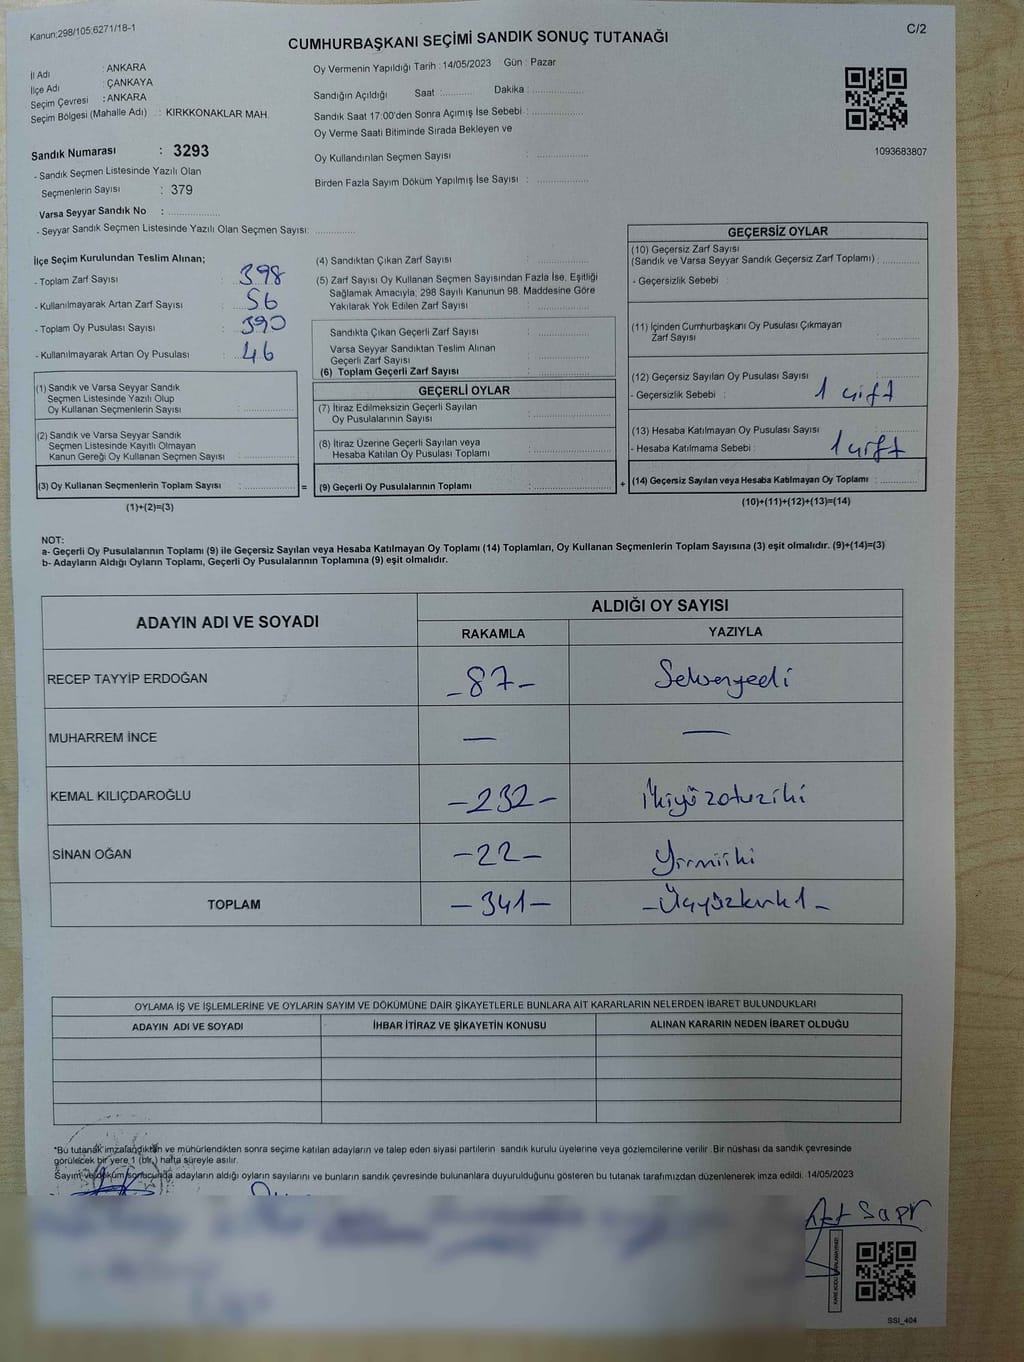 Kanun;298/105;6271/18-1
C/2
CUMHURBAŞKANI SEÇİMİ SANDIK SONUÇ TUTANAĞI
İl Adı : ANKARA
İlçe Adı : ÇANKAYA
Seçim Çevresi : ANKARA
Seçim Bölgesi (Mahalle Adı) : KIRKKONAKLAR MAH.
Oy Vermenin Yapıldığı Tarih : 14/05/2023 Gün : Pazar
Sandığın Açıldığı Saat :........... Dakika :................
Sandık Saat 17:00'den Sonra Açımış İse Sebebi :................
Oy Verme Saati Bitiminde Sırada Bekleyen ve
Oy Kullandırılan Seçmen Sayısı :................
Birden Fazla Sayım Döküm Yapılmış İse Sayısı :................
1093683807
Sandık Numarası : 3293
- Sandık Seçmen Listesinde Yazılı Olan
Seçmenlerin Sayısı : 379
Varsa Seyyar Sandık No :................
- Seyyar Sandık Seçmen Listesinde Yazılı Olan Seçmen Sayısı:............
İlçe Seçim Kurulundan Teslim Alınan;
- Toplam Zarf Sayısı : 398
- Kullanılmayarak Artan Zarf Sayısı : 56
- Toplam Oy Pusulası Sayısı : 390
- Kullanılmayarak Artan Oy Pusulası : 46
(1) Sandık ve Varsa Seyyar Sandık
Seçmen Listesinde Yazılı Olup
Oy Kullanan Seçmenlerin Sayısı :................
(2) Sandık ve Varsa Seyyar Sandık
Seçmen Listesinde Kayıtlı Olmayan
Kanun Gereği Oy Kullanan Seçmen Sayısı :................
(3) Oy Kullanan Seçmenlerin Toplam Sayısı :................
(1)+(2)=(3)
=
(4) Sandıktan Çıkan Zarf Sayısı :................
(5) Zarf Sayısı Oy Kullanan Seçmen Sayısından Fazla İse, Eşitliği
Sağlamak Amacıyla; 298 Sayılı Kanunun 98. Maddesine Göre
Yakılarak Yok Edilen Zarf Sayısı :................
Sandıkta Çıkan Geçerli Zarf Sayısı :................
Varsa Seyyar Sandıktan Teslim Alınan
Geçerli Zarf Sayısı :................
(6) Toplam Geçerli Zarf Sayısı :................
GEÇERLİ OYLAR
(7) İtiraz Edilmeksizin Geçerli Sayılan
Oy Pusulalarının Sayısı :................
(8) İtiraz Üzerine Geçerli Sayılan veya
Hesaba Katılan Oy Pusulası Toplamı :................
(9) Geçerli Oy Pusulalarının Toplamı :................
+
GEÇERSİZ OYLAR
(10) Geçersiz Zarf Sayısı
(Sandık ve Varsa Seyyar Sandık Geçersiz Zarf Toplamı) :............
- Geçersizlik Sebebi :
(11) İçinden Cumhurbaşkanı Oy Pusulası Çıkmayan
Zarf Sayısı :............
(12) Geçersiz Sayılan Oy Pusulası Sayısı
- Geçersizlik Sebebi : 1 çift
(13) Hesaba Katılmayan Oy Pusulası Sayısı
- Hesaba Katılmama Sebebi : 1 çift
(14) Geçersiz Sayılan veya Hesaba Katılmayan Oy Toplamı :............
(10)+(11)+(12)+(13)=(14)
NOT:
a- Geçerli Oy Pusulalarının Toplamı (9) ile Geçersiz Sayılan veya Hesaba Katılmayan Oy Toplamı (14) Toplamları, Oy Kullanan Seçmenlerin Toplam Sayısına (3) eşit olmalıdır. (9)+(14)=(3)
b- Adayların Aldığı Oyların Toplamı, Geçerli Oy Pusulalarının Toplamına (9) eşit olmalıdır.
ADAYIN ADI VE SOYADI
ALDIĞI OY SAYISI
RAKAMLA YAZIYLA
RECEP TAYYİP ERDOĞAN -87- Seksenyedi
MUHARREM İNCE — —
KEMAL KILIÇDAROĞLU -232- İkiyüzotuziki
SİNAN OĞAN -22- Yirmiiki
TOPLAM -341- -Üçyüzkırk1-
OYLAMA İŞ VE İŞLEMLERİNE VE OYLARIN SAYIM VE DÖKÜMÜNE DAİR ŞİKAYETLERLE BUNLARA AİT KARARLARIN NELERDEN İBARET BULUNDUKLARI
ADAYIN ADI VE SOYADI İHBAR İTİRAZ VE ŞİKAYETİN KONUSU ALINAN KARARIN NEDEN İBARET OLDUĞU
*Bu tutanak imzalandıktan ve mühürlendikten sonra seçime katılan adayların ve talep eden siyasi partilerin sandık kurulu üyelerine veya gözlemcilerine verilir. Bir nüshası da sandık çevresinde
görülecek bir yere 1 (bir) hafta süreyle asılır.
Sayım ve döküm sonucunda adayların aldığı oyların sayılarını ve bunların sandık çevresinde bulunanlara duyurulduğunu gösteren bu tutanak tarafımızdan düzenlenerek imza edildi. 14/05/2023
SSI_404